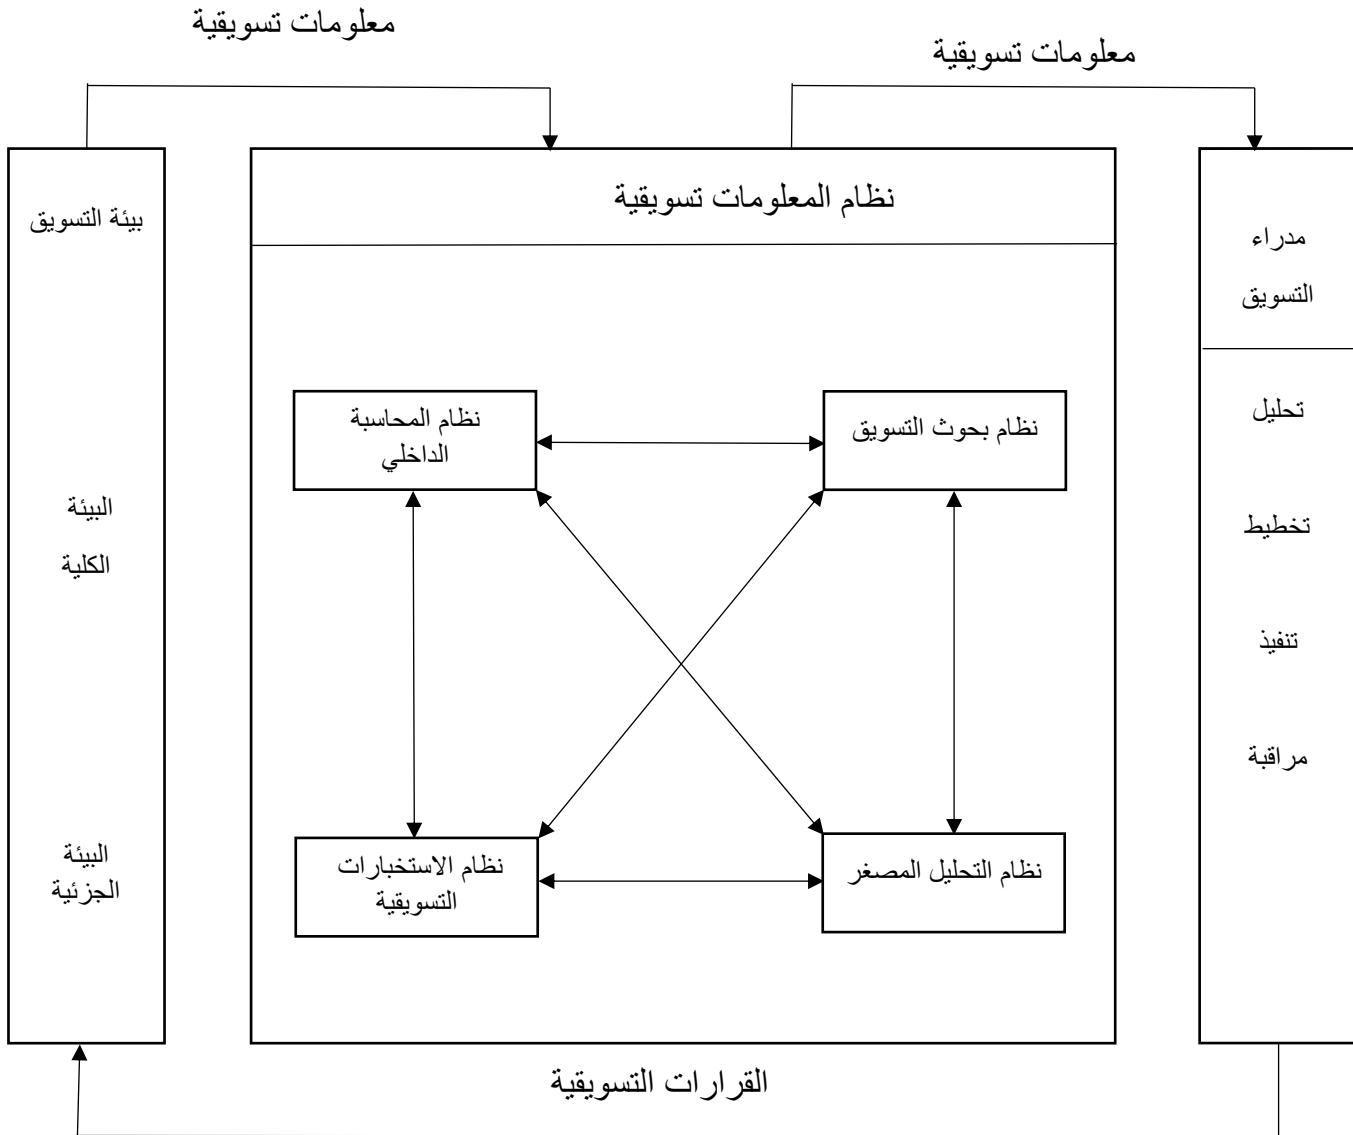 معلومات تسويقية
معلومات تسويقية
مدراء
التسويق
تحليل
تخطيط
تنفيذ
مراقبة
نظام المعلومات تسويقية
نظام بحوث التسويق
نظام المحاسبة
الداخلي
نظام التحليل المصغر
نظام الاستخبارات
التسويقية
بيئة التسويق
البيئة
الكلية
البيئة
الجزئية
القرارات التسويقية